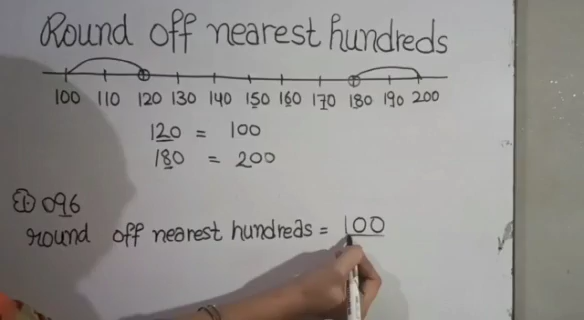 Round off nearest hundreds
100 110 120 130 140 150 160 170 180 190 200
120 = 100
180 = 200
① 096
round off nearest hundreds = 100